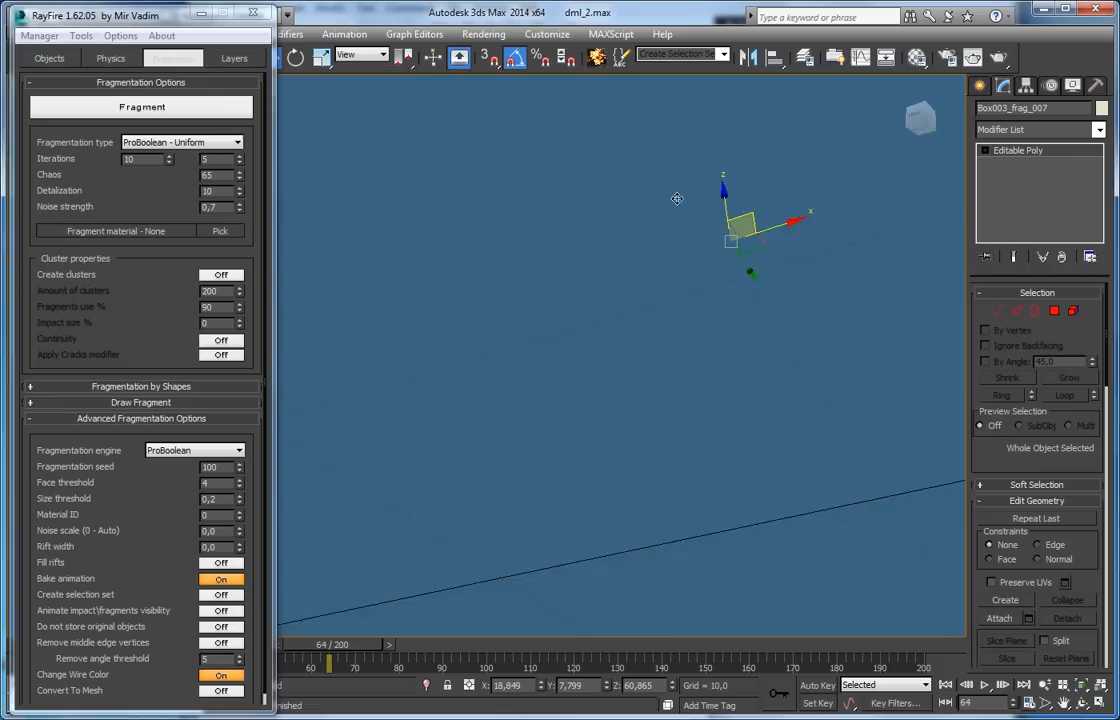 RayFire 1.62.05 by Mir Vadim
Manager Tools Options About
Objects Physics Layers
Fragmentation Options
Fragment
Fragmentation type ProBoolean - Uniform
Iterations 10 5
Chaos 65
Detalization 10
Noise strength 0,7
Fragment material - None Pick
Cluster properties
Create clusters Off
Amount of clusters 200
Fragments use % 90
Impact size % 0
Continuity Off
Apply Cracks modifier Off
Fragmentation by Shapes
Draw Fragment
Advanced Fragmentation Options
Fragmentation engine ProBoolean
Fragmentation seed 100
Face threshold 4
Size threshold 0,2
Material ID 0
Noise scale (0 - Auto) 0,0
Rift width 0,0
Fill rifts Off
Bake animation On
Create selection set Off
Animate impact\fragments visibility Off
Do not store original objects Off
Remove middle edge vertices Off
Remove angle threshold 5
Change Wire Color On
Convert To Mesh Off
Autodesk 3ds Max 2014 x64 dml_2.max
Type a keyword or phrase
difiers Animation Graph Editors Rendering Customize MAXScript Help
View
Create Selection Se
z
x
64 / 200
60 70 80 90 100 110 120 130 140 150 160 170 180 190 200
X: 18,849 Y: 7,799 Z: 60,865 Grid = 10,0
Add Time Tag
Auto Key Selected
Set Key Key Filters...
64
Box003_frag_007
Modifier List
Editable Poly
Selection
By Vertex
Ignore Backfacing
By Angle: 45,0
Shrink Grow
Ring Loop
Preview Selection
Off SubObj Multi
Whole Object Selected
Soft Selection
Edit Geometry
Repeat Last
Constraints
None Edge
Face Normal
Preserve UVs
Create Collapse
Attach Detach
Slice Plane Split
Slice Reset Plane